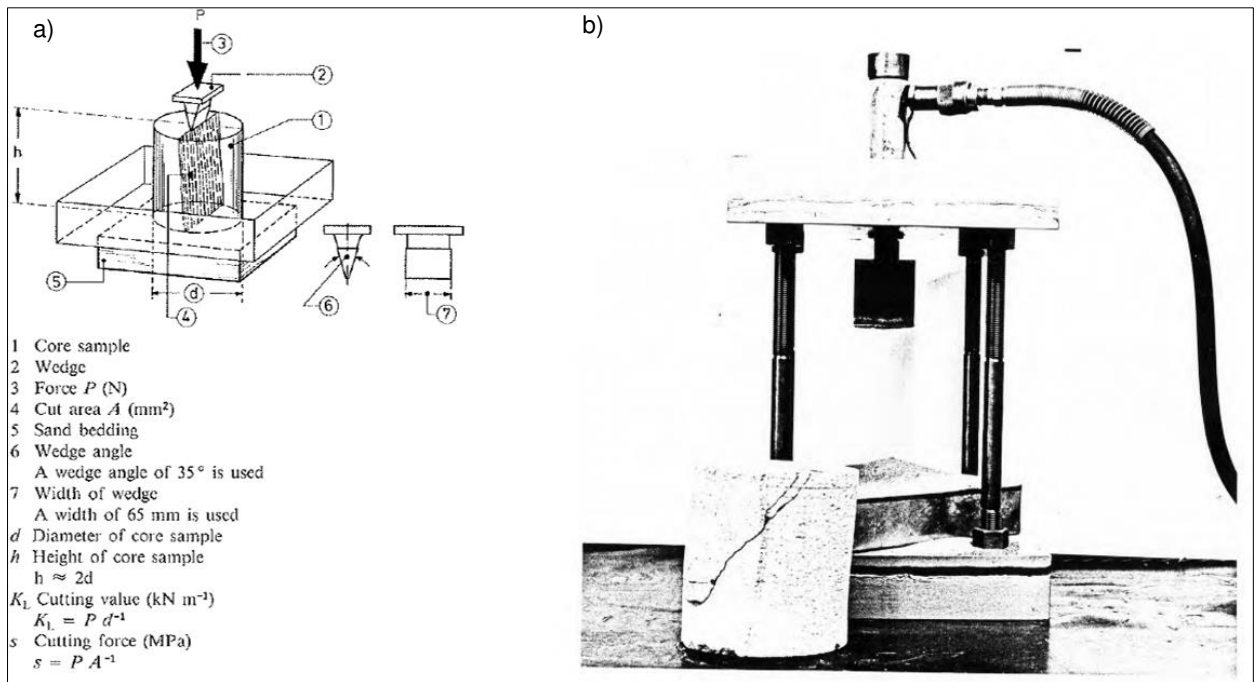 a)
P
3
2
1
h
5
d
4
6
7
1 Core sample
2 Wedge
3 Force P (N)
4 Cut area A (mm²)
5 Sand bedding
6 Wedge angle
A wedge angle of 35° is used
7 Width of wedge
A width of 65 mm is used
d Diameter of core sample
h Height of core sample
h ≈ 2d
K_L Cutting value (kN m⁻¹)
K_L = P d⁻¹
s Cutting force (MPa)
s = P A⁻¹
b)